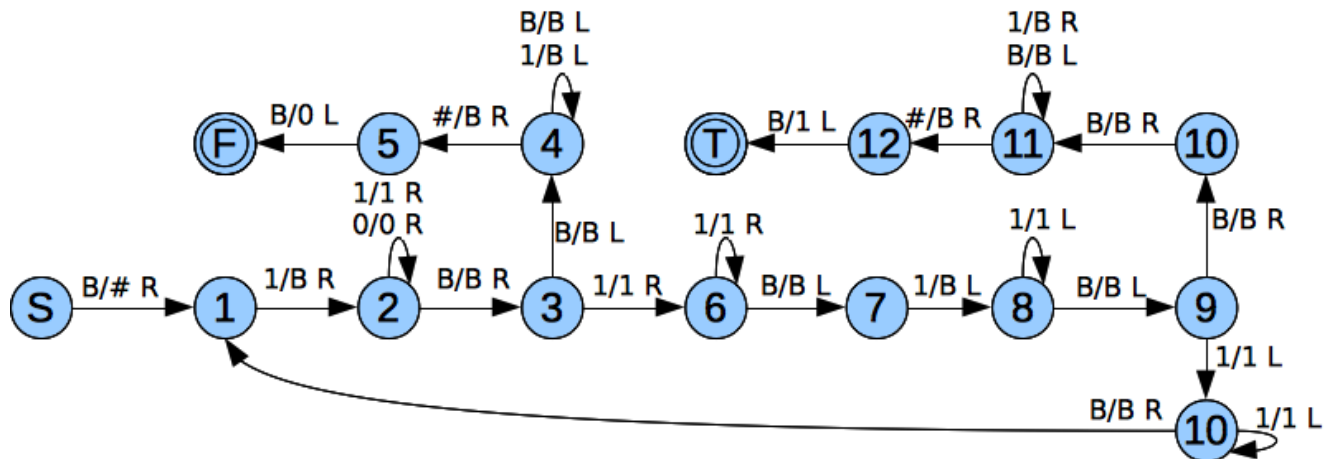 B/B L
1/B L
1/B R
B/B L
F
B/0 L
5
#/B R
4
T
B/1 L
12
#/B R
11
B/B R
10
1/1 R
0/0 R
B/B L
1/1 R
1/1 L
B/B R
S
B/# R
1
1/B R
2
B/B R
3
1/1 R
6
B/B L
7
1/B L
8
B/B L
9
1/1 L
B/B R
10
1/1 L